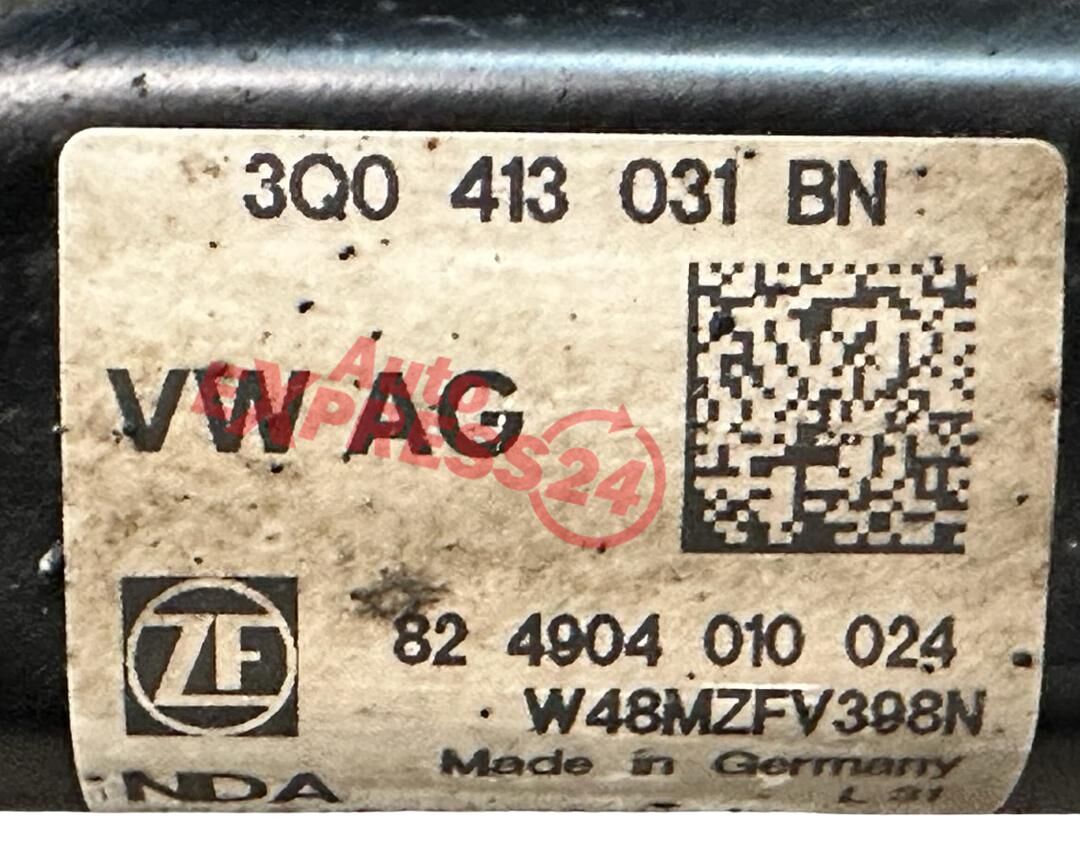 3Q0 413 031 BN
VW AG
Auto
EXPRESS24
ZF
82 4904 010 024
W48MZFV398N
Made in Germany
NDA